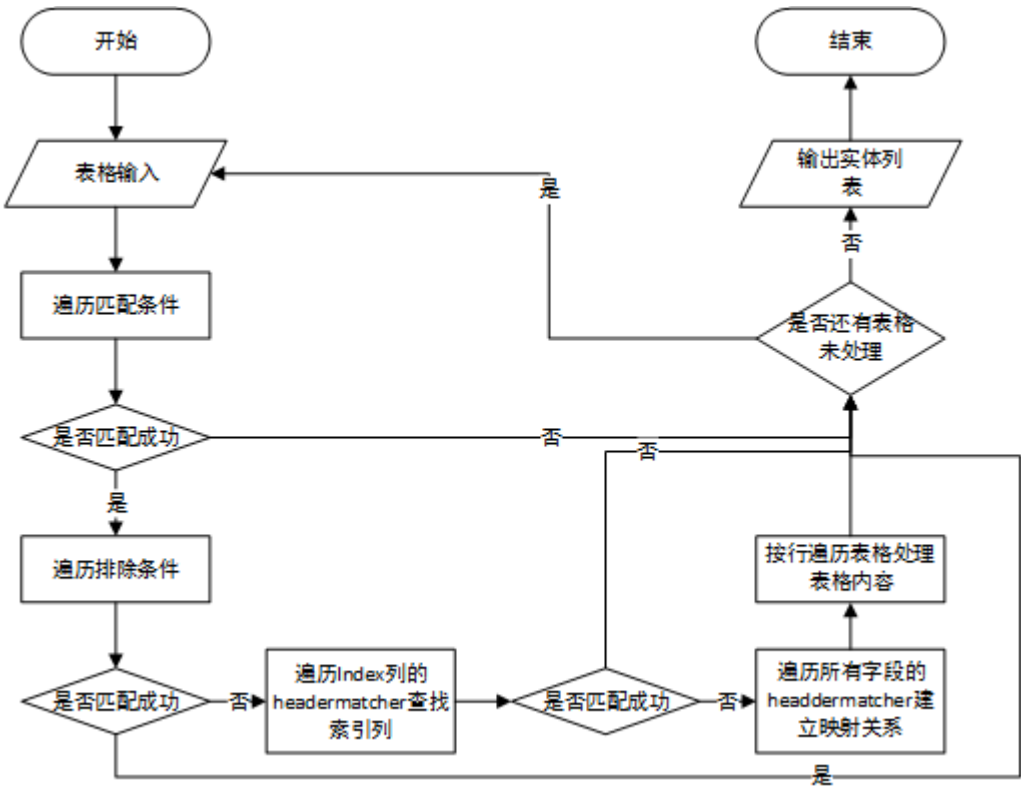 开始
结束
表格输入
输出实体列
表
是
否
遍历匹配条件
是否还有表格
未处理
是否匹配成功
否
否
是
遍历排除条件
按行遍历表格处理
表格内容
是否匹配成功
否
遍历Index列的
headermatcher查找
索引列
是否匹配成功
否
遍历所有字段的
headdermatcher建
立映射关系
是